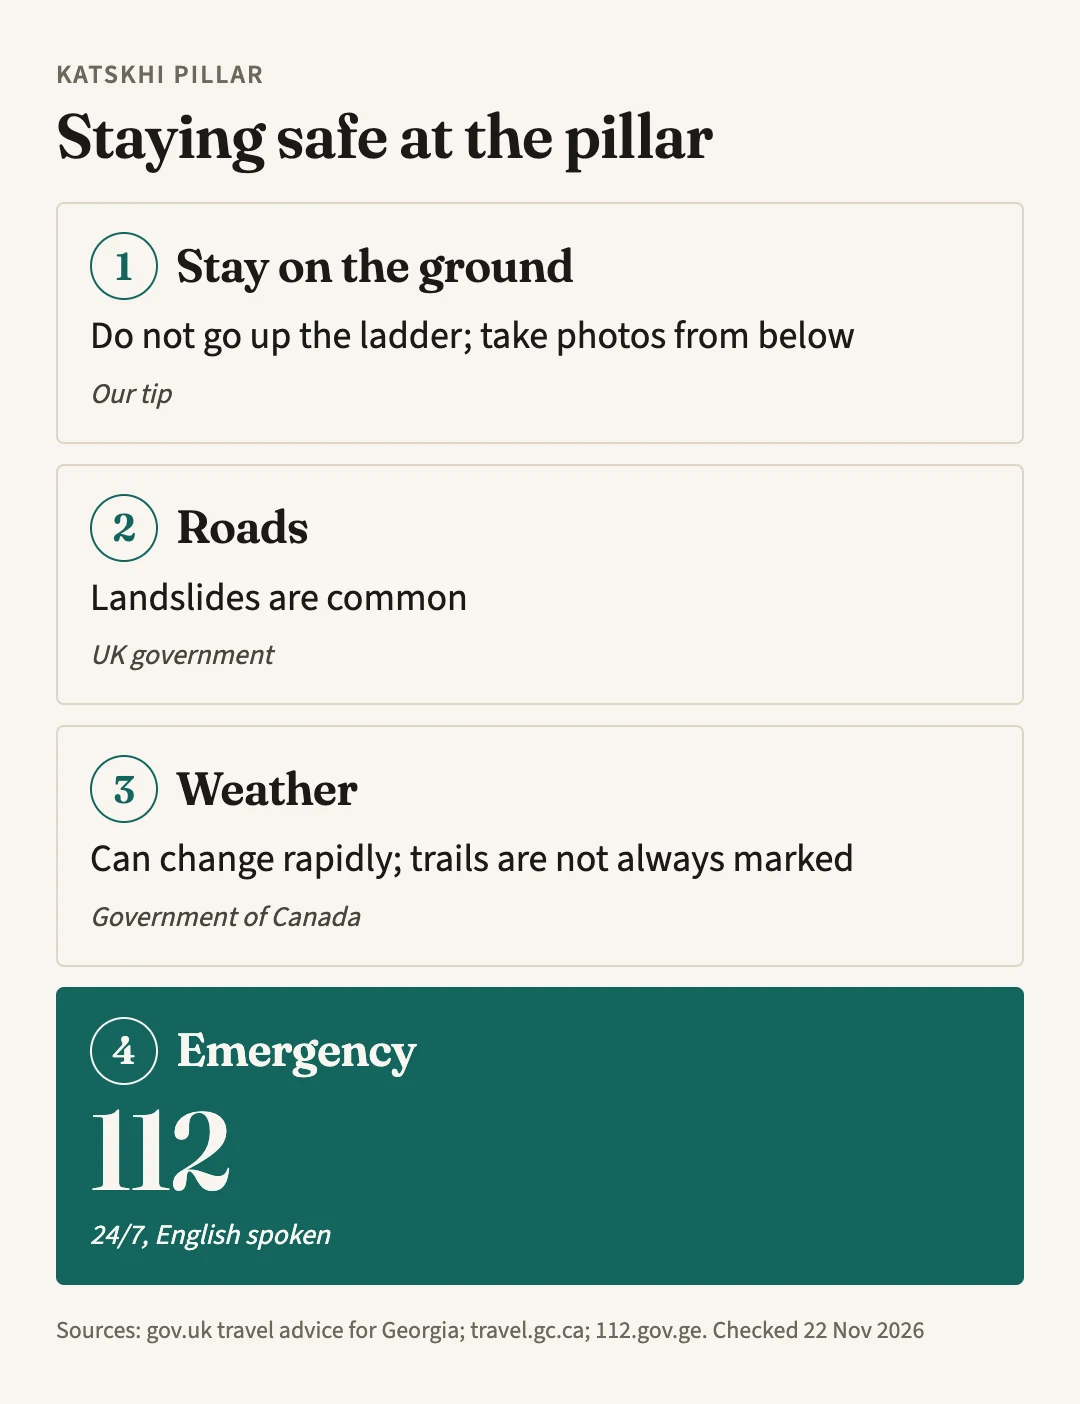 KATSKHI PILLAR
Staying safe at the pillar
1 Stay on the ground
Do not go up the ladder; take photos from below
Our tip
2 Roads
Landslides are common
UK government
3 Weather
Can change rapidly; trails are not always marked
Government of Canada
4 Emergency
112
24/7, English spoken
Sources: gov.uk travel advice for Georgia; travel.gc.ca; 112.gov.ge. Checked 22 Nov 2026